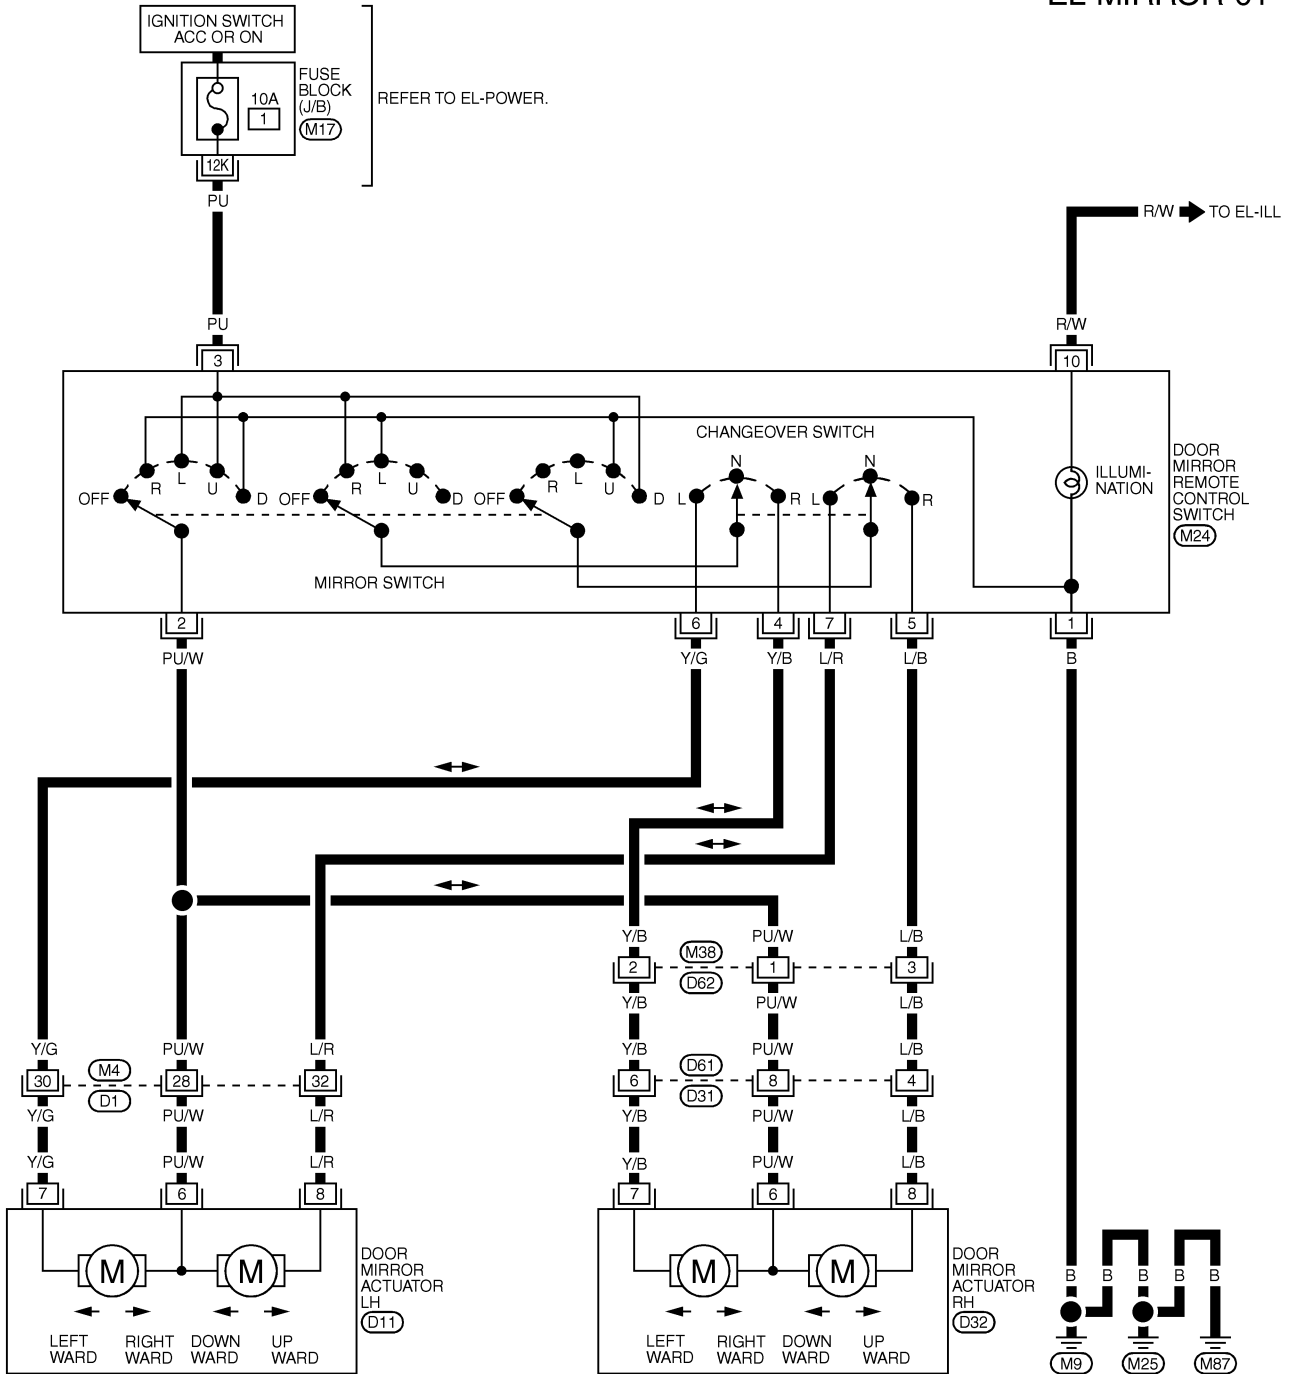 IGNITION SWITCH
ACC OR ON
FUSE
BLOCK
(J/B)
M17
10A
1
REFER TO EL-POWER.
12K
PU
R/W
TO EL-ILL
PU
R/W
3
10
CHANGEOVER SWITCH
OFF
R
L
U
D
OFF
R
L
U
D
OFF
R
L
U
D
L
N
R
L
N
R
ILLUMI-
NATION
DOOR
MIRROR
REMOTE
CONTROL
SWITCH
M24
MIRROR SWITCH
2
6
4
7
5
1
PU/W
Y/G
Y/B
L/R
L/B
B
Y/B
PU/W
L/B
2
M38
D62
1
3
Y/B
PU/W
L/B
Y/G
PU/W
L/R
Y/B
PU/W
L/B
30
M4
D1
28
32
6
D61
D31
8
4
Y/G
PU/W
L/R
Y/B
PU/W
L/B
Y/G
PU/W
L/R
Y/B
PU/W
L/B
7
6
8
7
6
8
M
M
DOOR
MIRROR
ACTUATOR
LH
D11
LEFT
WARD
RIGHT
WARD
DOWN
WARD
UP
WARD
M
M
DOOR
MIRROR
ACTUATOR
RH
D32
LEFT
WARD
RIGHT
WARD
DOWN
WARD
UP
WARD
B
B
B
B
B
M9
M25
M87